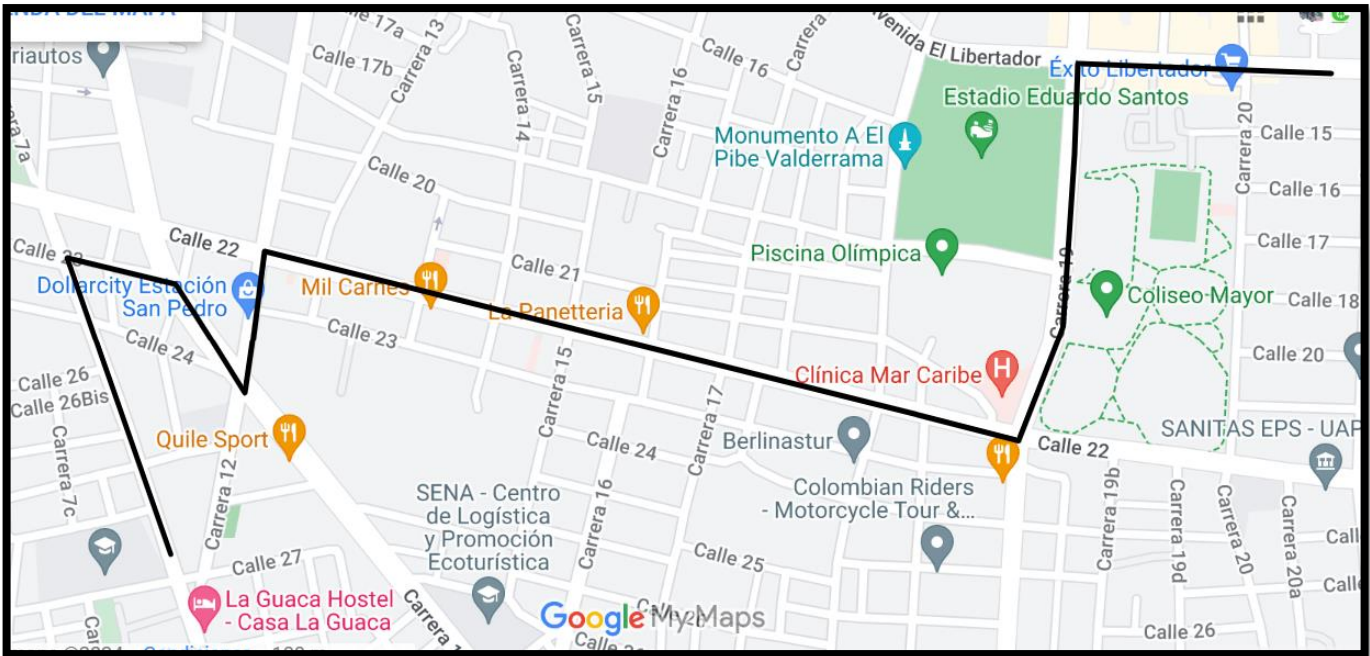 Calle 17a
Carrera 13
riautos
Calle 17b
Carrera 14
Carrera 15
Carrera 16
Calle 16
Carrera
venida El Libertador
Éxito Libertador
Estadio Eduardo Santos
Monumento A El
Pibe Valderrama
Carrera 20
Calle 15
Calle 16
Calle 17
Calle 18
Calle 20
era 7a
Calle 20
Calle 22
Calle 21
Piscina Olímpica
Coliseo Mayor
Carrera 19
Dollarcity Estación
San Pedro
Mil Carnes
La Panetteria
Calle 23
Calle 24
Calle 26
Calle 26Bis
Carrera 7c
Quile Sport
Carrera 12
Carrera 15
Carrera 17
Clínica Mar Caribe
Berlinastur
Calle 22
SANITAS EPS - UAP
Calle 24
Carrera 16
SENA - Centro
de Logística
y Promoción
Ecoturística
Colombian Riders
- Motorcycle Tour &...
Carrera 19b
Carrera 19d
Carrera 20
Carrera 20a
Calle 25
Calle 27
La Guaca Hostel
- Casa La Guaca
Carrera 1
Google My Maps
Calle 26